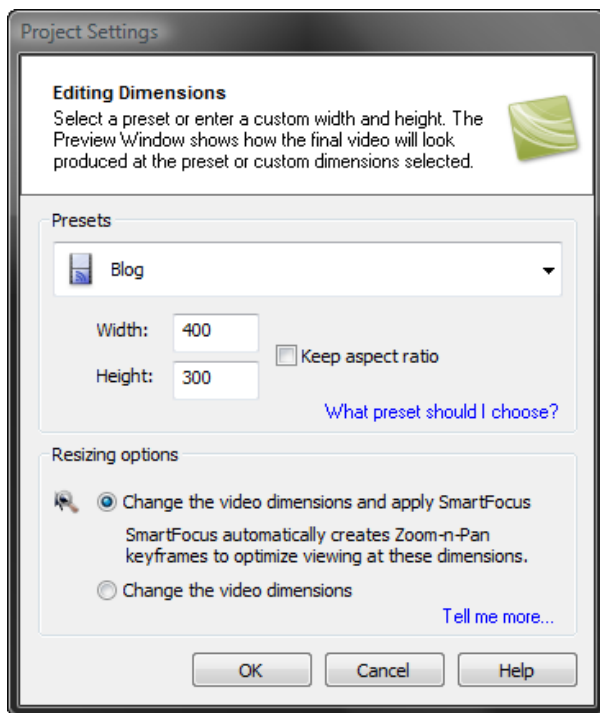 Project Settings
Editing Dimensions
Select a preset or enter a custom width and height. The
Preview Window shows how the final video will look
produced at the preset or custom dimensions selected.
Presets
Blog
Width: 400
Keep aspect ratio
Height: 300
What preset should I choose?
Resizing options
Change the video dimensions and apply SmartFocus
SmartFocus automatically creates Zoom-n-Pan
keyframes to optimize viewing at these dimensions.
Change the video dimensions
Tell me more...
OK Cancel Help